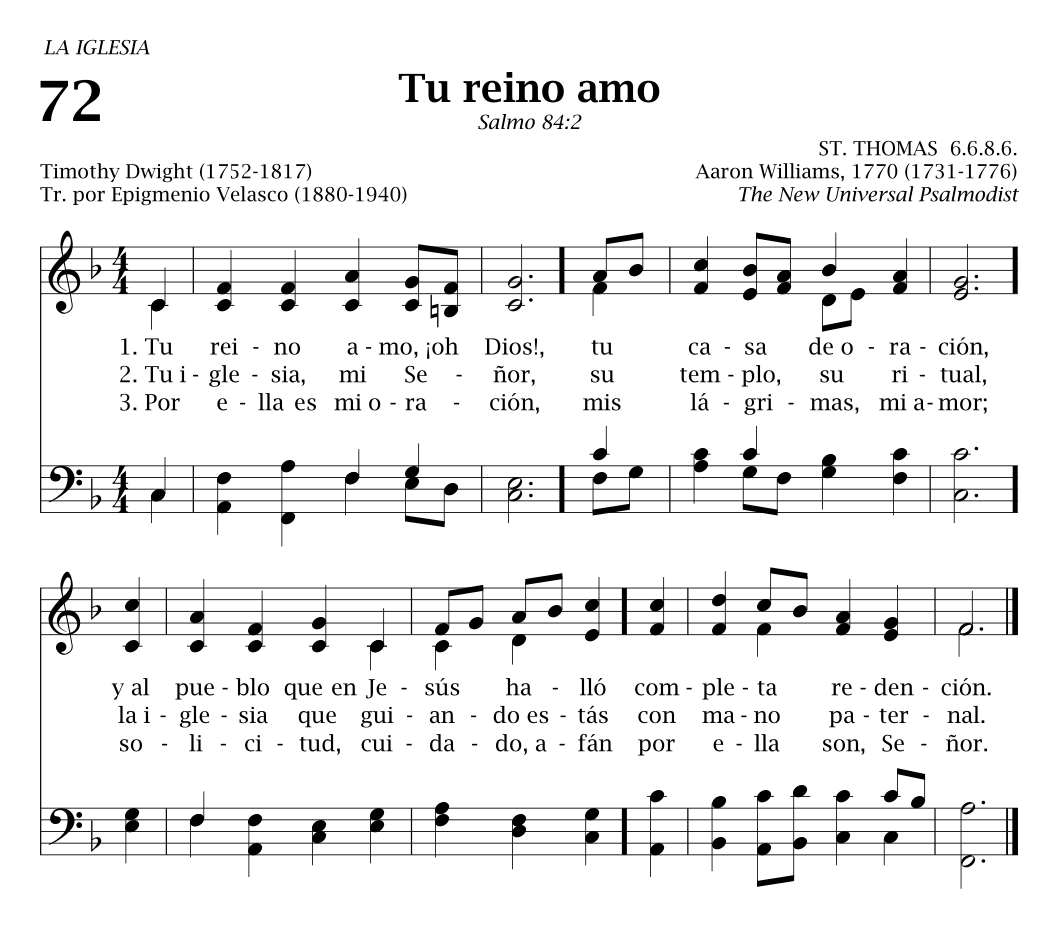 LA IGLESIA
72
Tu reino amo
Salmo 84:2
ST. THOMAS 6.6.8.6.
Timothy Dwight (1752-1817)
Aaron Williams, 1770 (1731-1776)
Tr. por Epigmenio Velasco (1880-1940)
The New Universal Psalmodist
4
4
1. Tu rei - no a - mo, ¡oh Dios!, tu ca - sa de o - ra - ción,
2. Tu i - gle - sia, mi Se - ñor, su tem - plo, su ri - tual,
3. Por e - lla es mi o - ra - ción, mis lá - gri - mas, mi a - mor;
4
4
y al pue - blo que en Je - sús ha - lló com - ple - ta re - den - ción.
la i - gle - sia que gui - an - do es - tás con ma - no pa - ter - nal.
so - li - ci - tud, cui - da - do, a - fán por e - lla son, Se - ñor.